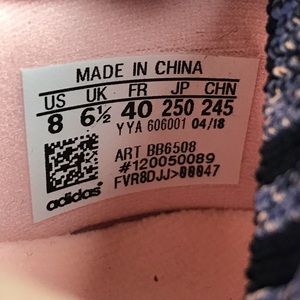 MADE IN CHINA
US UK FR JP CHN
8 6½ 40 250 245
YYA 606001 04/18
ART BB6508
#120050089
FVR8DJJ>00047
adidas